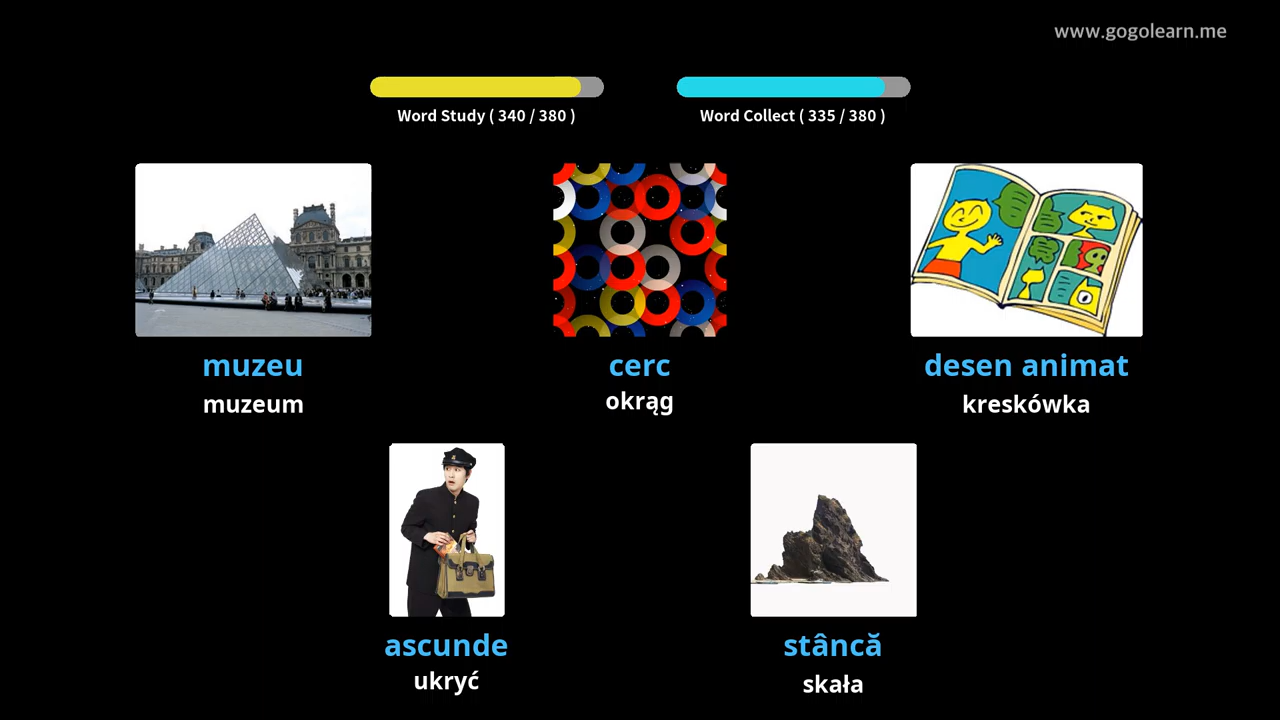 www.gogolearn.me
Word Study ( 340 / 380 )
Word Collect ( 335 / 380 )
muzeu
muzeum
cerc
okrąg
desen animat
kreskówka
ascunde
ukryć
stâncă
skała